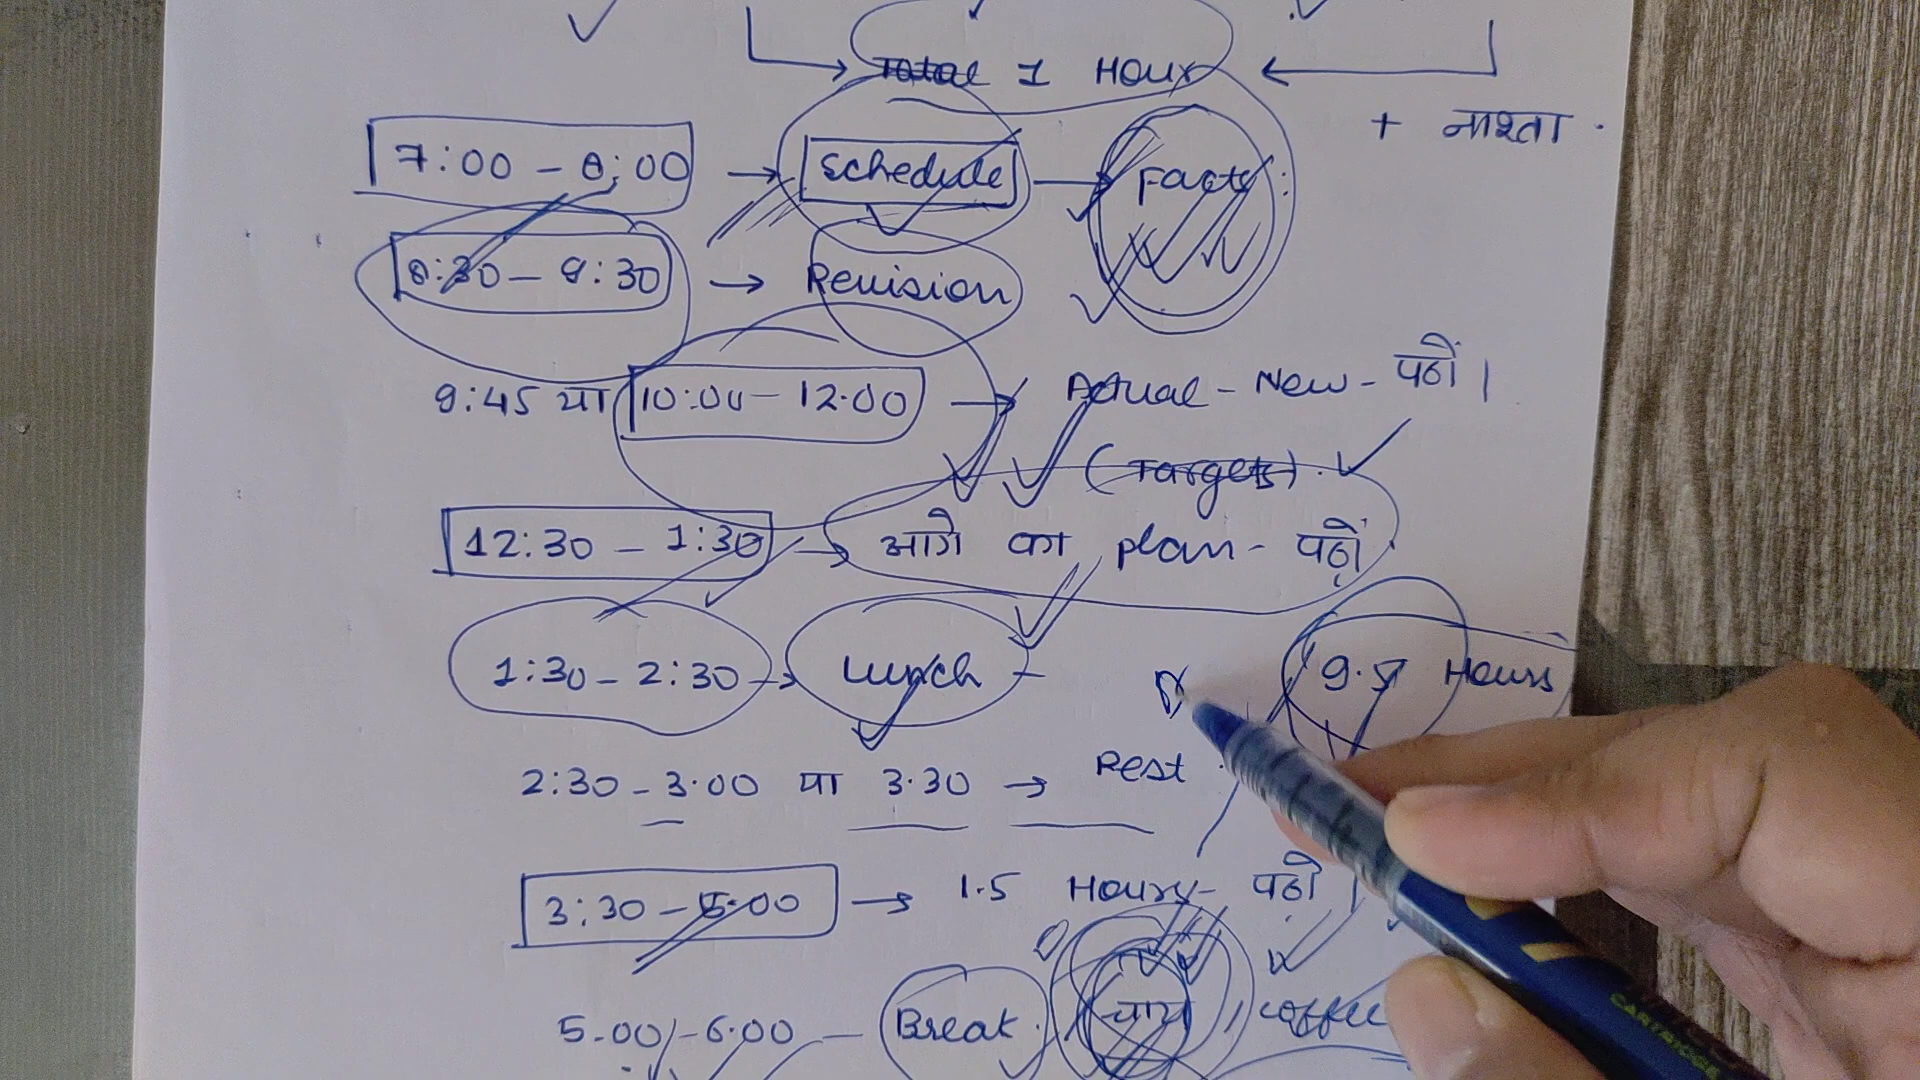 Total 1 Hour
+ नाश्ता .
7:00 - 8:00 → Schedule → Facts :
8:30 - 9:30 → Revision
9:45 या 10:00 - 12.00 → Actual - New - पढों |
(Targets) .
12:30 - 1:30 → आगे का plan - पढ़ों
1:30 - 2:30 → Lunch -
9.5 Hours
2:30 - 3.00 या 3.30 → Rest .
3:30 - 5.00 → 1.5 Hours - पढ़ों |
5.00 - 6.00 - Break . चाय , coffee